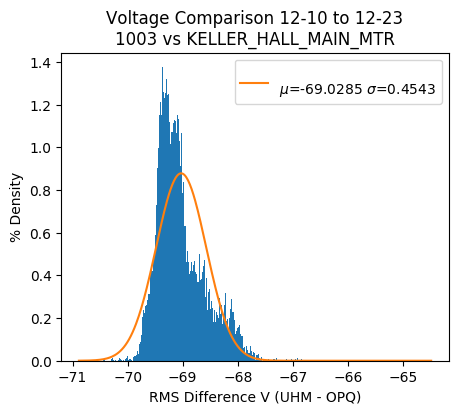 Voltage Comparison 12-10 to 12-23
1003 vs KELLER_HALL_MAIN_MTR
μ=-69.0285 σ=0.4543
% Density
1.4
1.2
1.0
0.8
0.6
0.4
0.2
0.0
−71 −70 −69 −68 −67 −66 −65
RMS Difference V (UHM - OPQ)